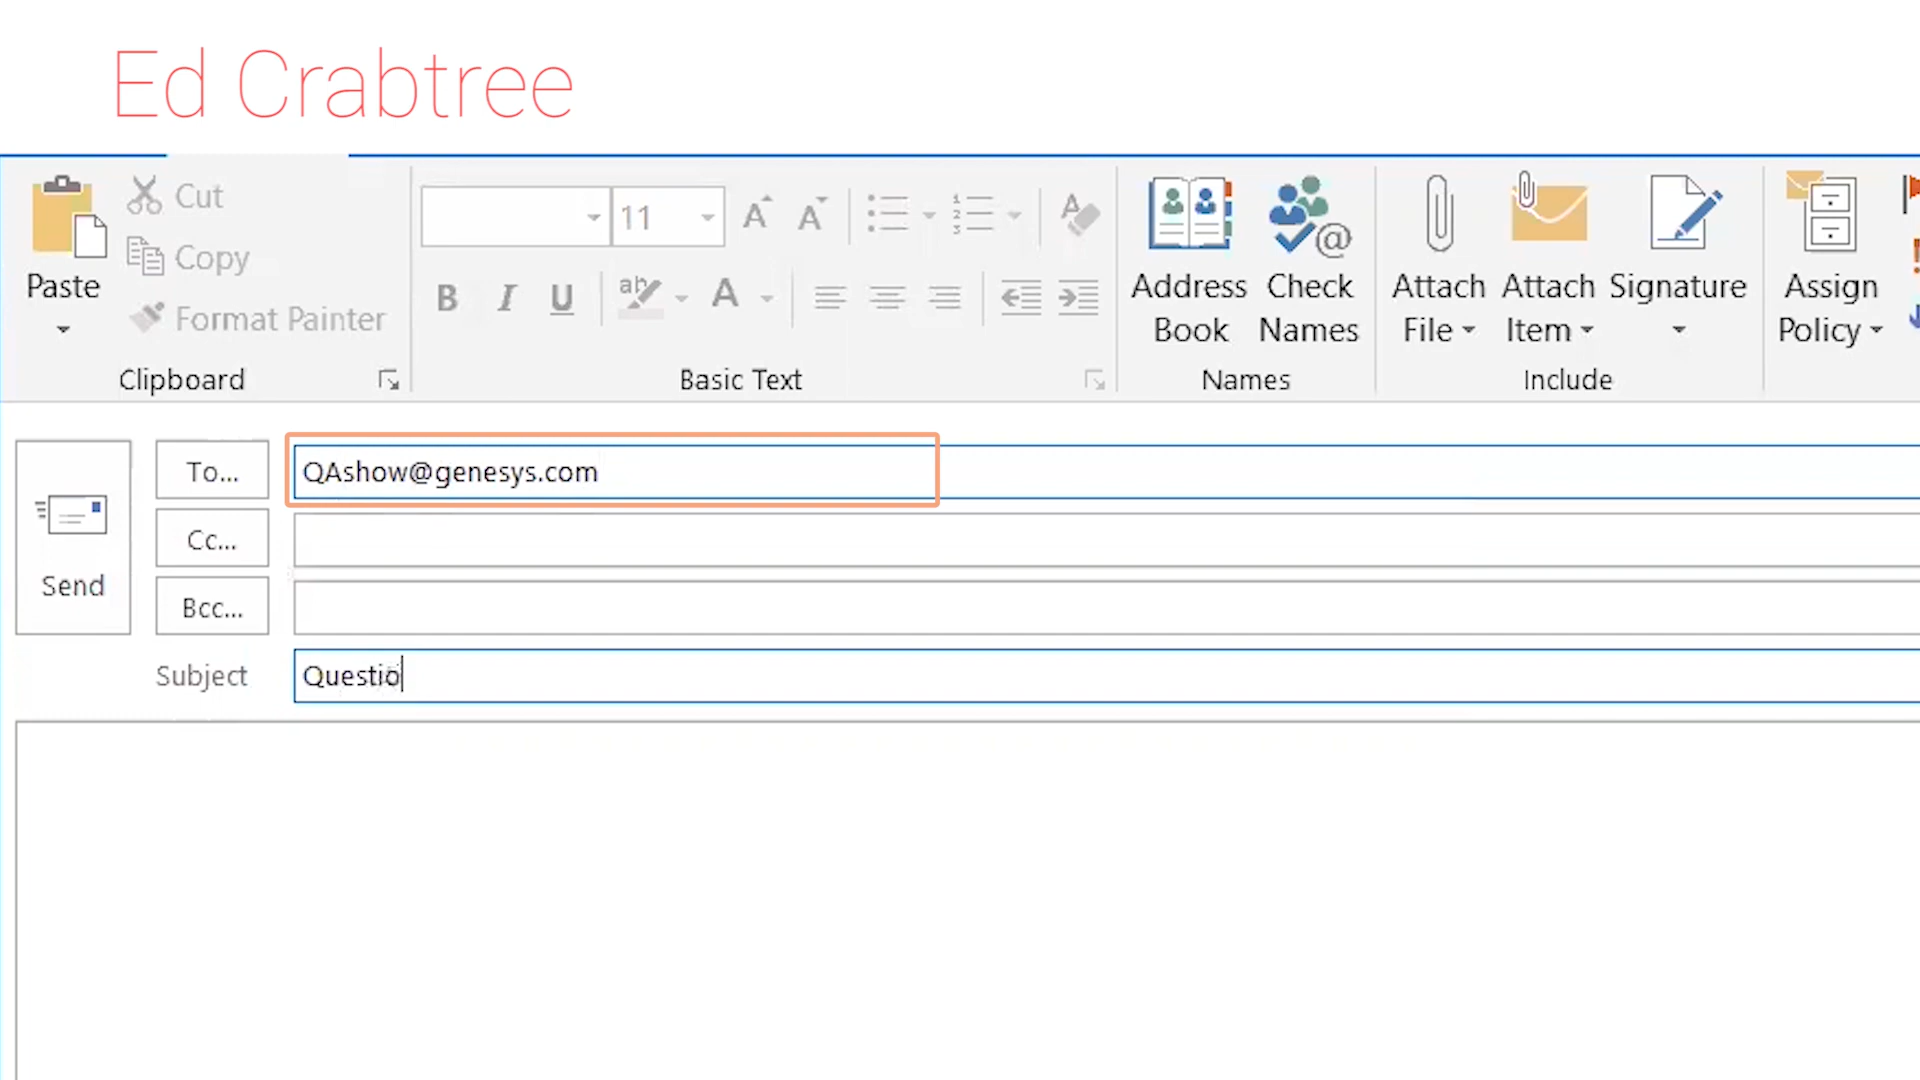 Ed Crabtree
Cut
Copy
Format Painter
Paste
Clipboard
11
B I U
Basic Text
Address Book
Check Names
Names
Attach File
Attach Item
Signature
Include
Assign Policy
Send
To...
QAshow@genesys.com
Cc...
Bcc...
Subject
Questio